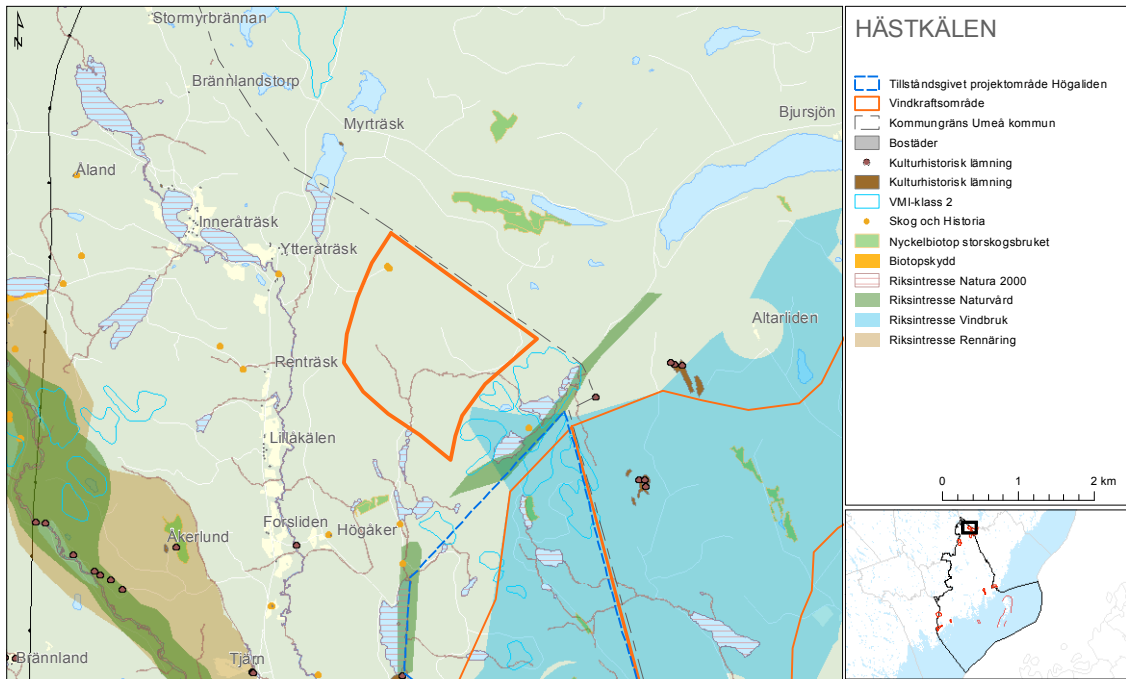 Stormyrbrännan
Brännlandstorp
Myrträsk
Bjursjön
N
Åland
Inneråträsk
Ytteråträsk
Altarliden
Renträsk
Lillåkälen
Forsliden
Högåker
Åkerlund
Brännland
Tjärn
HÄSTKÄLEN
Tillståndsgivet projektområde Högaliden
Vindkraftsområde
Kommungräns Umeå kommun
Bostäder
Kulturhistorisk lämning
Kulturhistorisk lämning
VMI-klass 2
Skog och Historia
Nyckelbiotop storskogsbruket
Biotopskydd
Riksintresse Natura 2000
Riksintresse Naturvård
Riksintresse Vindbruk
Riksintresse Rennäring
0 1 2 km